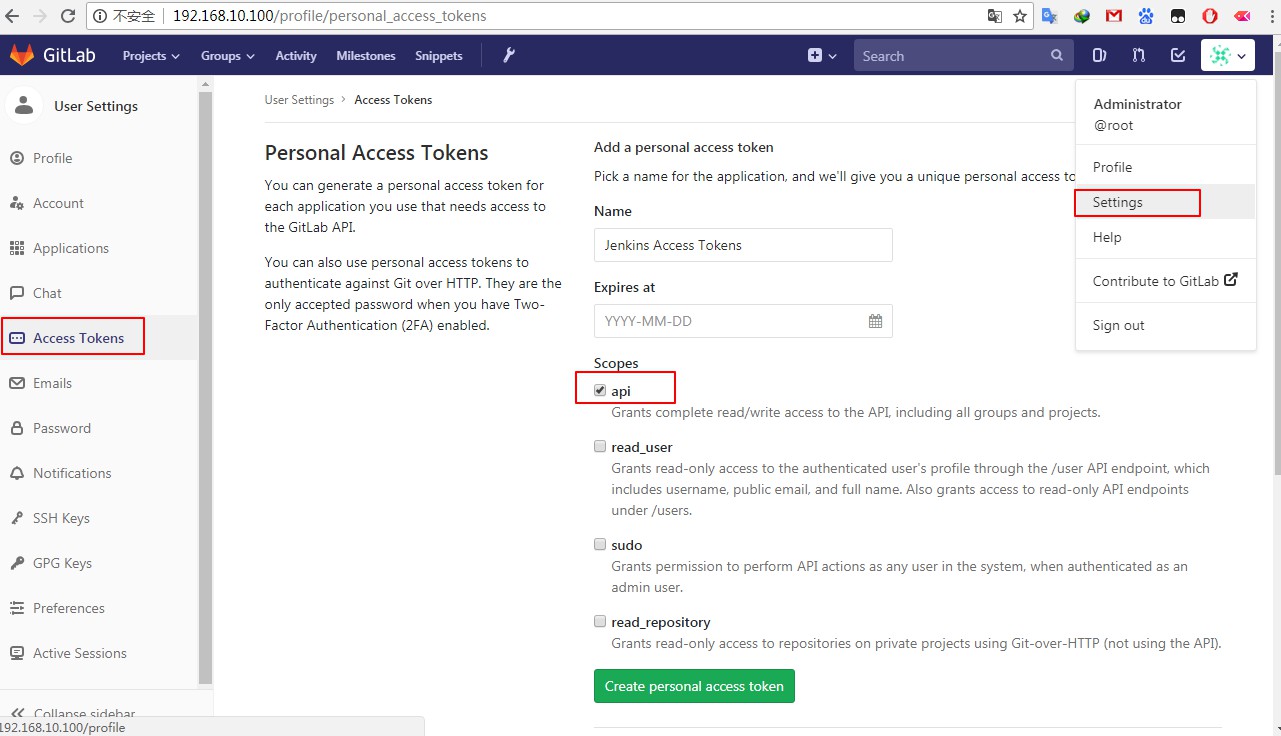 不安全 192.168.10.100/profile/personal_access_tokens
GitLab Projects Groups Activity Milestones Snippets Search
User Settings
Profile
Account
Applications
Chat
Access Tokens
Emails
Password
Notifications
SSH Keys
GPG Keys
Preferences
Active Sessions
Collapse sidebar
192.168.10.100/profile
User Settings > Access Tokens
Personal Access Tokens
You can generate a personal access token for
each application you use that needs access to
the GitLab API.
You can also use personal access tokens to
authenticate against Git over HTTP. They are the
only accepted password when you have Two-
Factor Authentication (2FA) enabled.
Add a personal access token
Pick a name for the application, and we'll give you a unique personal access to
Name
Jenkins Access Tokens
Expires at
YYYY-MM-DD
Scopes
api
Grants complete read/write access to the API, including all groups and projects.
read_user
Grants read-only access to the authenticated user's profile through the /user API endpoint, which
includes username, public email, and full name. Also grants access to read-only API endpoints
under /users.
sudo
Grants permission to perform API actions as any user in the system, when authenticated as an
admin user.
read_repository
Grants read-only access to repositories on private projects using Git-over-HTTP (not using the API).
Create personal access token
Administrator
@root
Profile
Settings
Help
Contribute to GitLab
Sign out